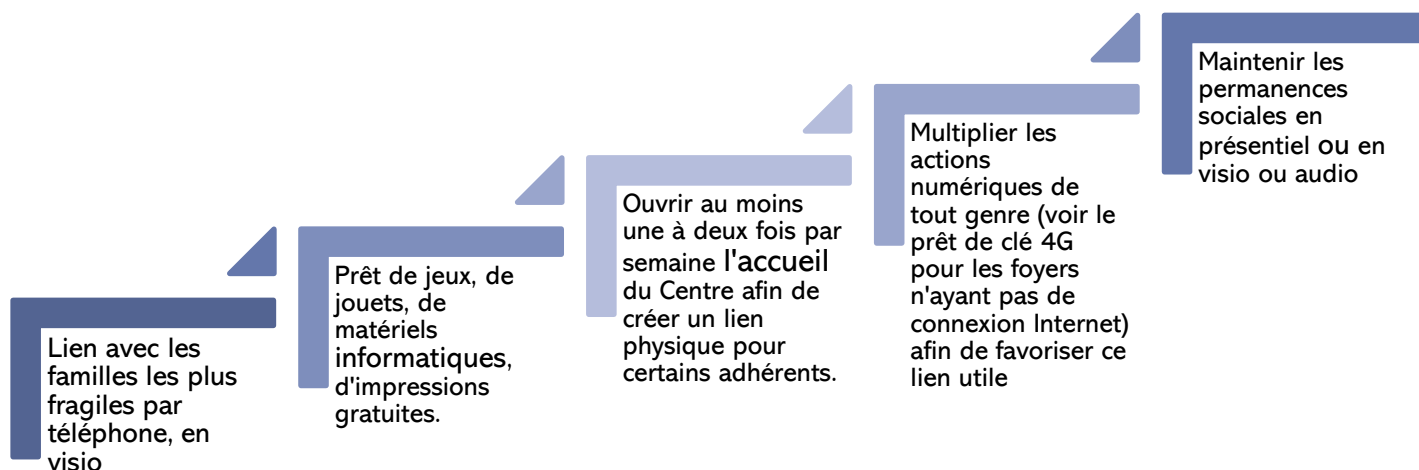 Lien avec les
familles les plus
fragiles par
téléphone, en
visio
Prêt de jeux, de
jouets, de
matériels
informatiques,
d'impressions
gratuites.
Ouvrir au moins
une à deux fois par
semaine l'accueil
du Centre afin de
créer un lien
physique pour
certains adhérents.
Multiplier les
actions
numériques de
tout genre (voir le
prêt de clé 4G
pour les foyers
n'ayant pas de
connexion Internet)
afin de favoriser ce
lien utile
Maintenir les
permanences
sociales en
présentiel ou en
visio ou audio